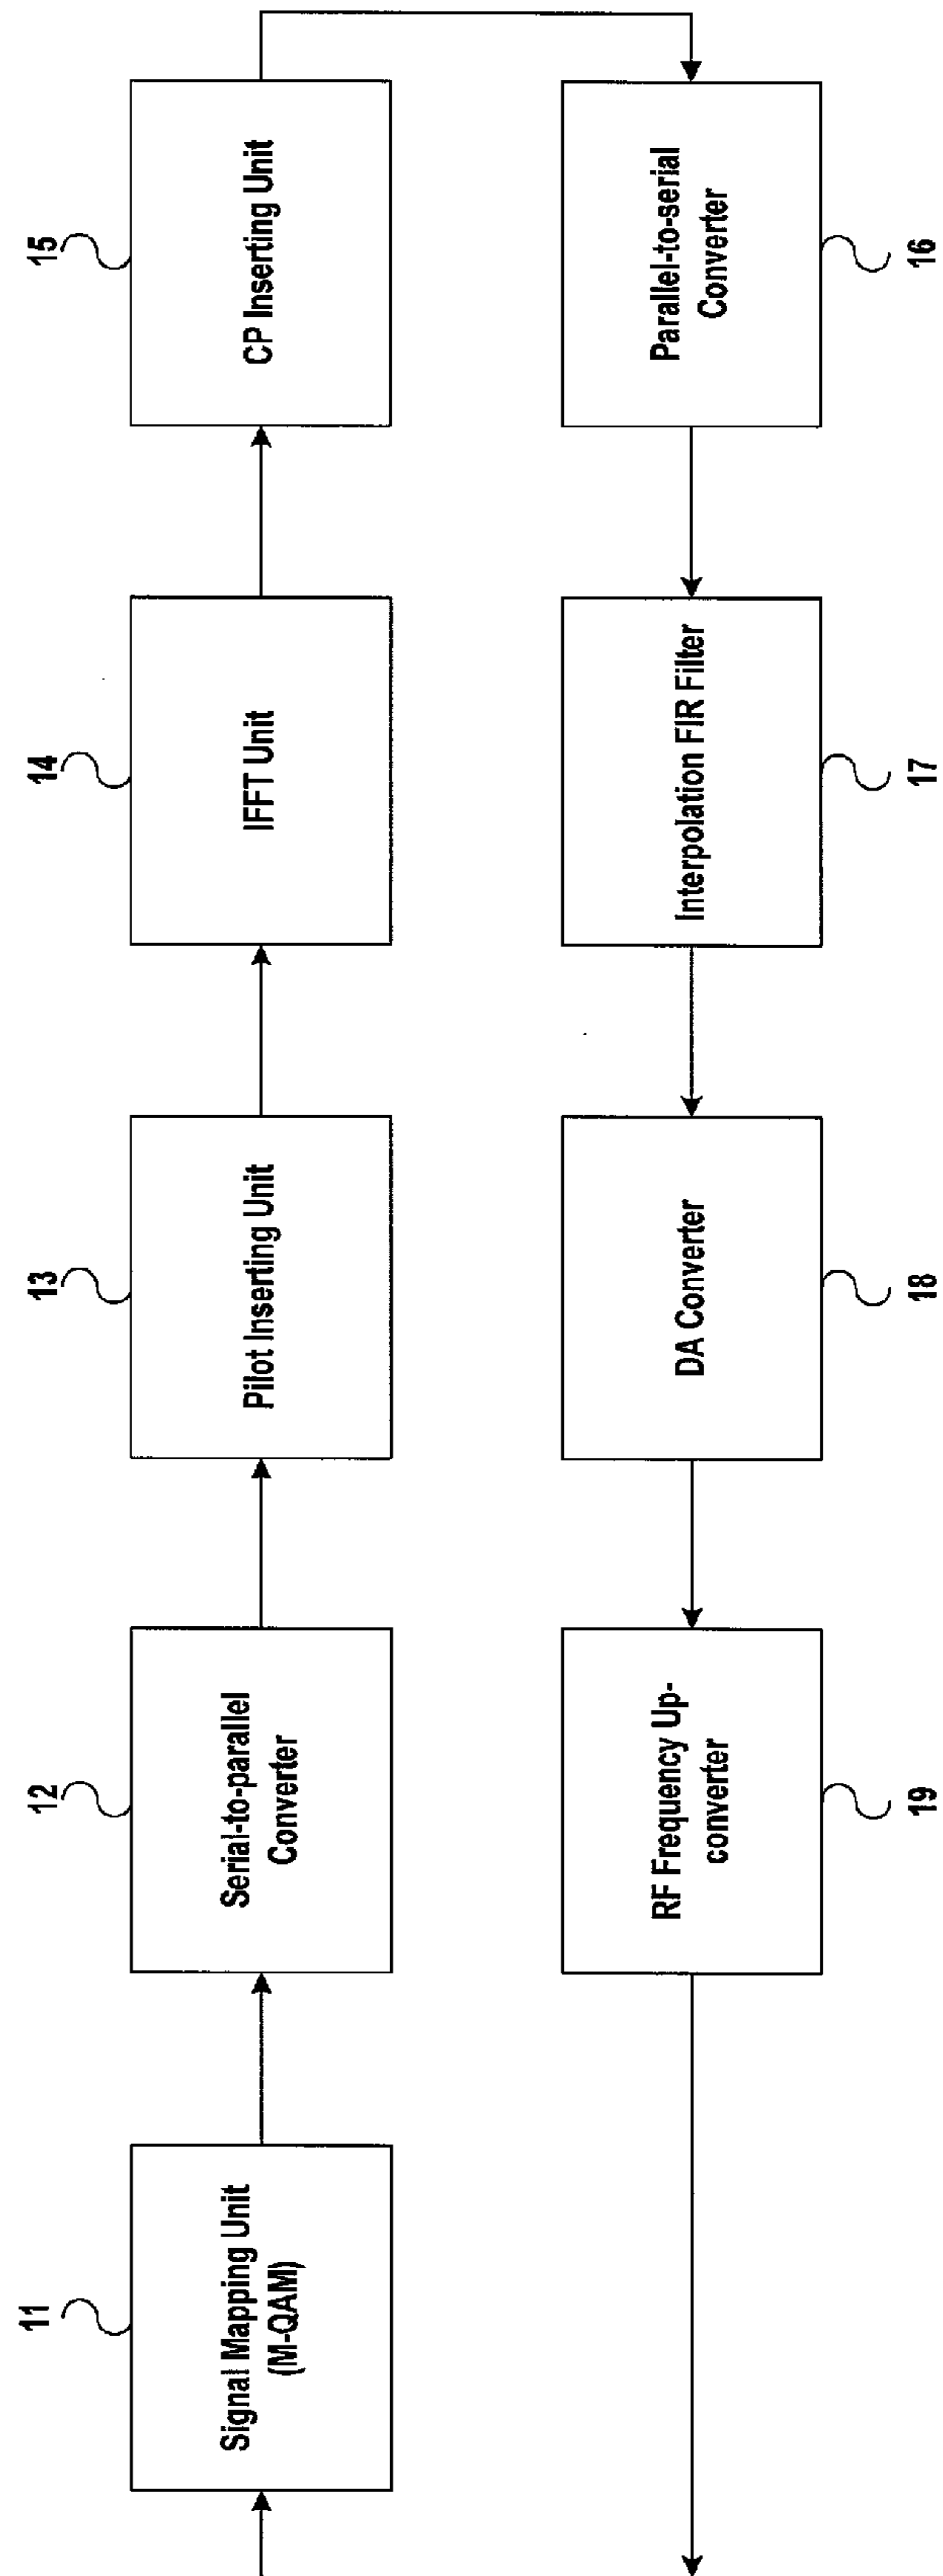 11
Signal Mapping Unit
(M-QAM)
12
Serial-to-parallel
Converter
13
Pilot Inserting Unit
14
IFFT Unit
15
CP Inserting Unit
RF Frequency Up-
converter
19
DA Converter
18
Interpolation FIR Filter
17
Parallel-to-serial
Converter
16